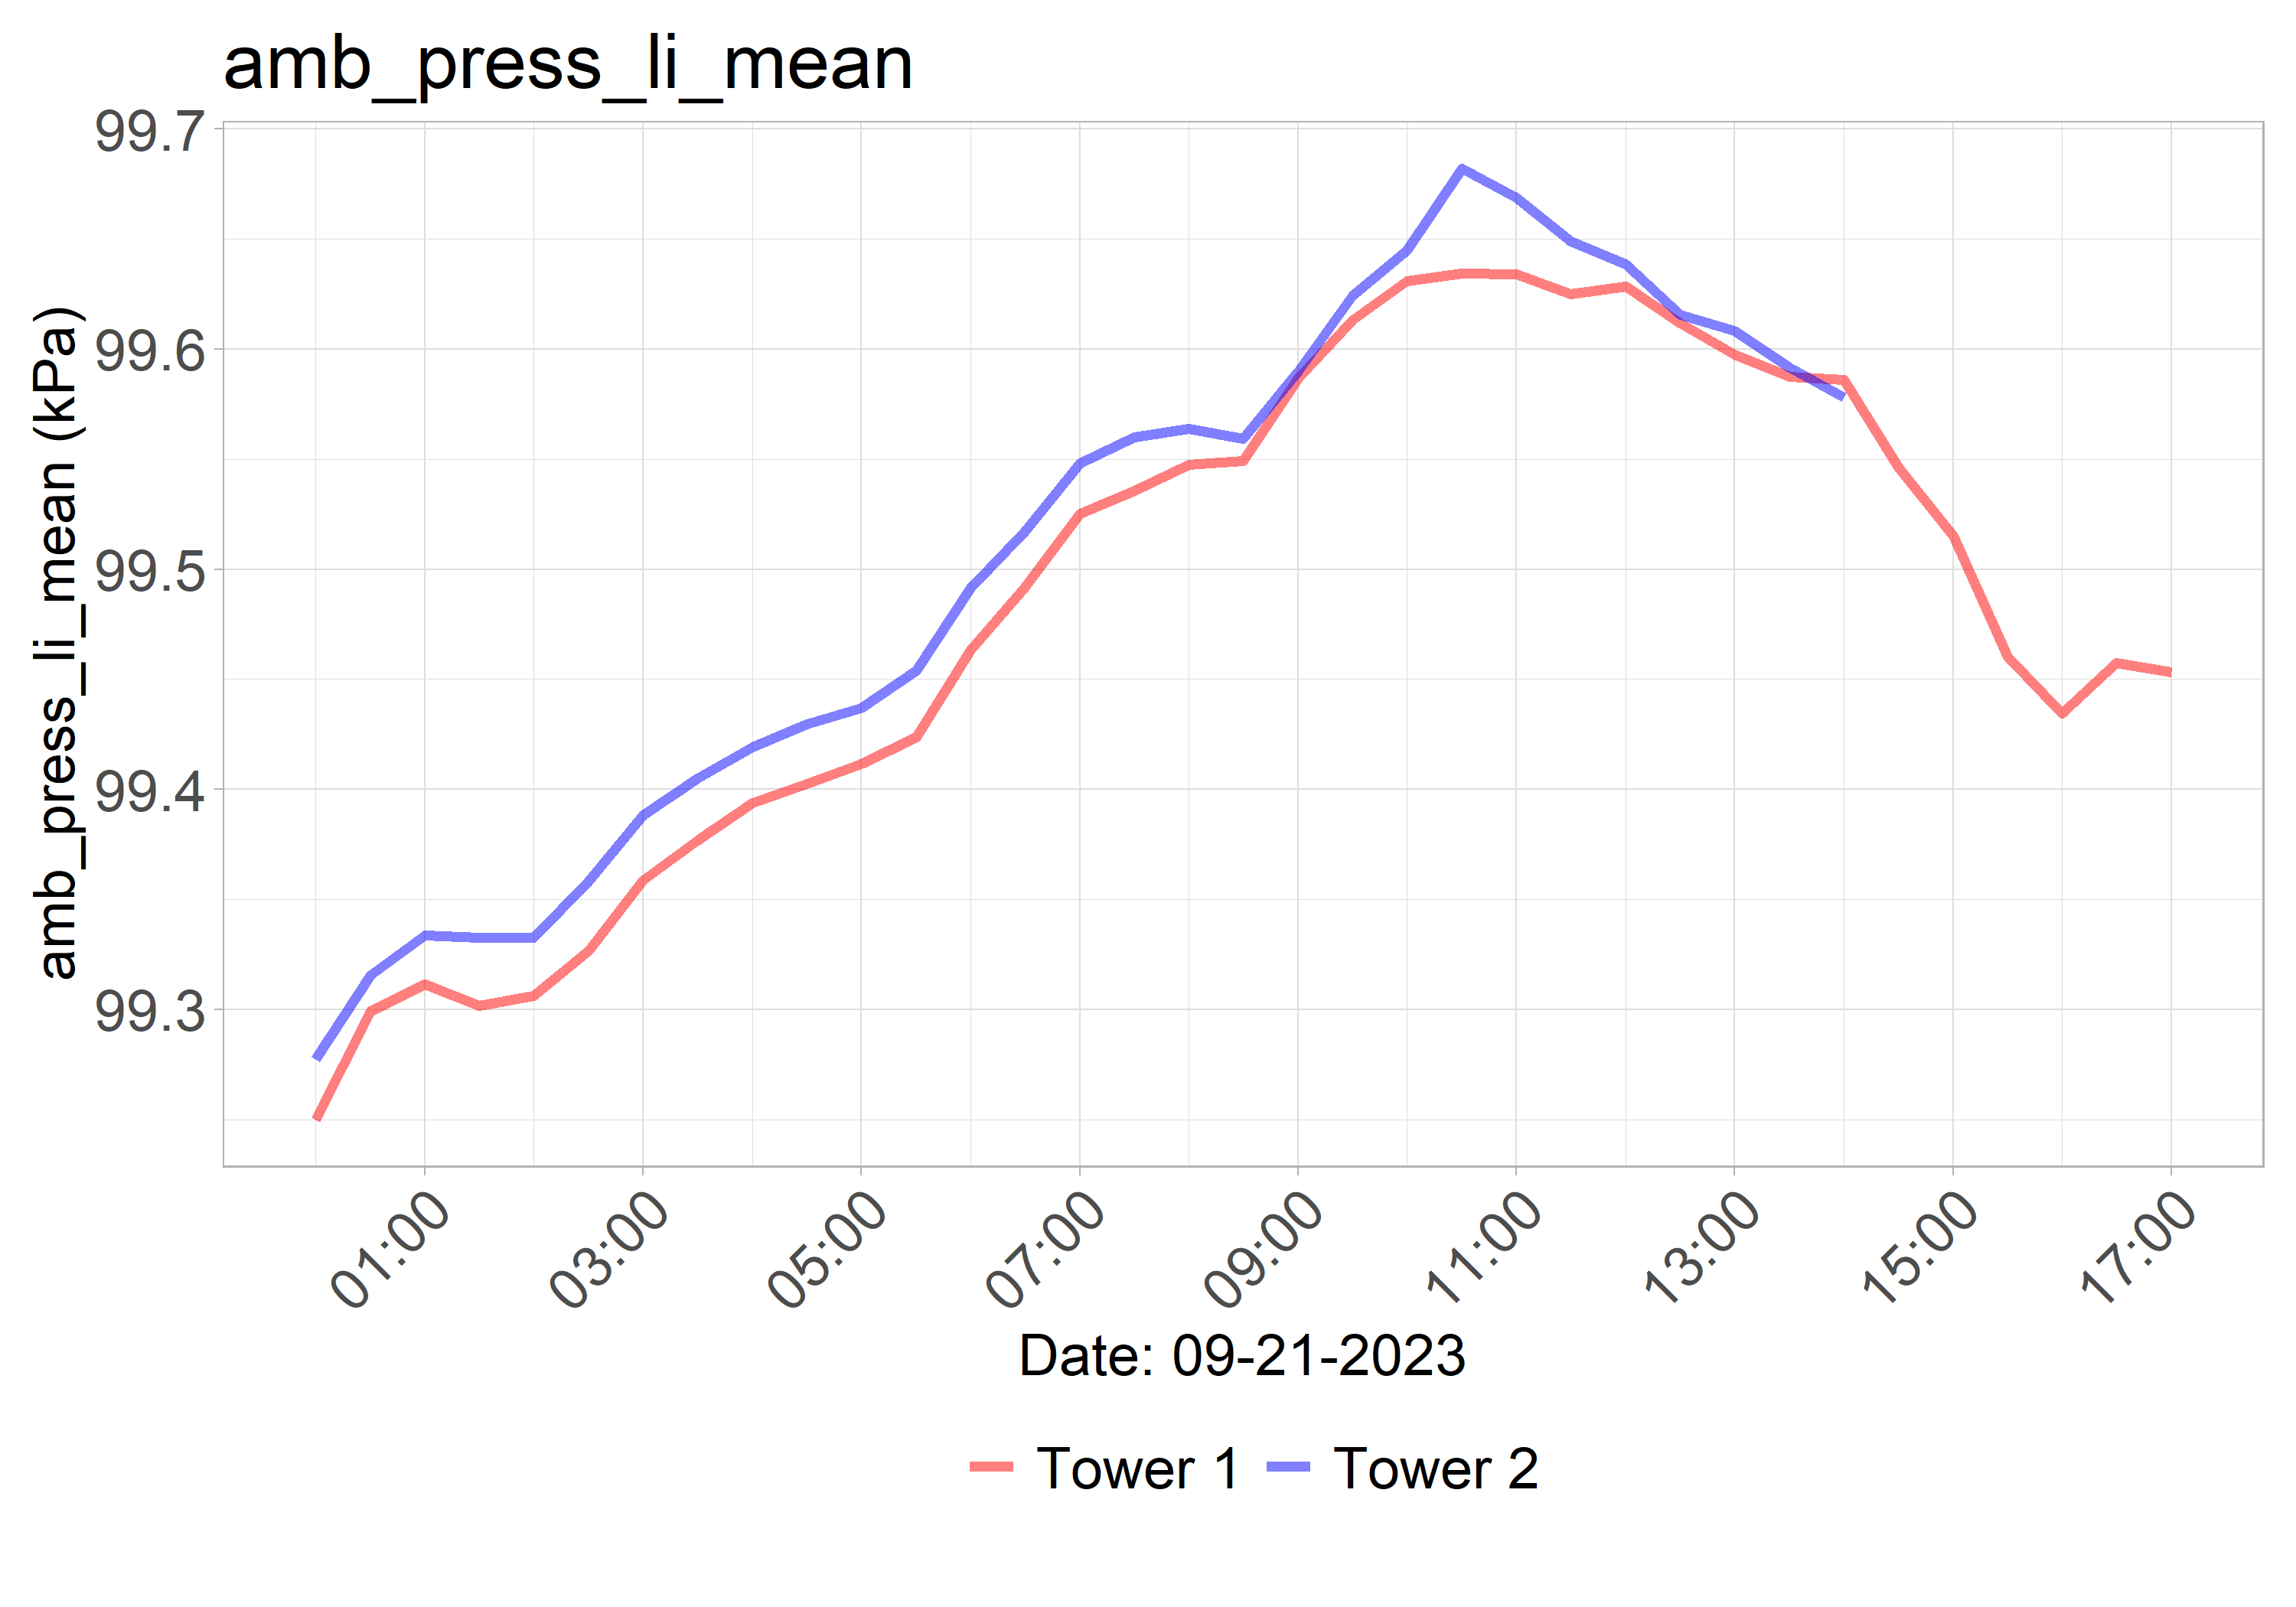 amb_press_li_mean
amb_press_li_mean (kPa)
99.7
99.6
99.5
99.4
99.3
01:00 03:00 05:00 07:00 09:00 11:00 13:00 15:00 17:00
Date: 09-21-2023
Tower 1 Tower 2